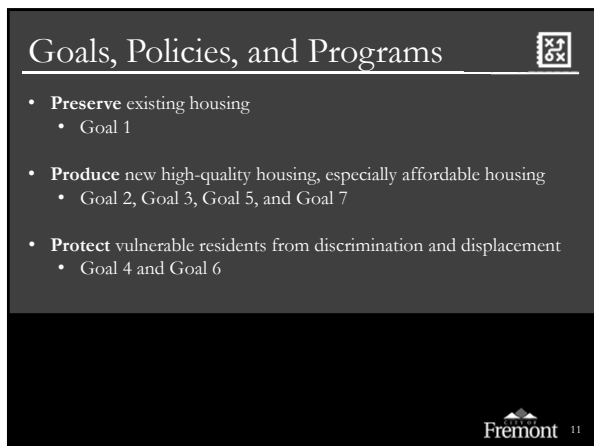 Goals, Policies, and Programs
• Preserve existing housing
• Goal 1
• Produce new high-quality housing, especially affordable housing
• Goal 2, Goal 3, Goal 5, and Goal 7
• Protect vulnerable residents from discrimination and displacement
• Goal 4 and Goal 6
CITY OF
Fremont
11